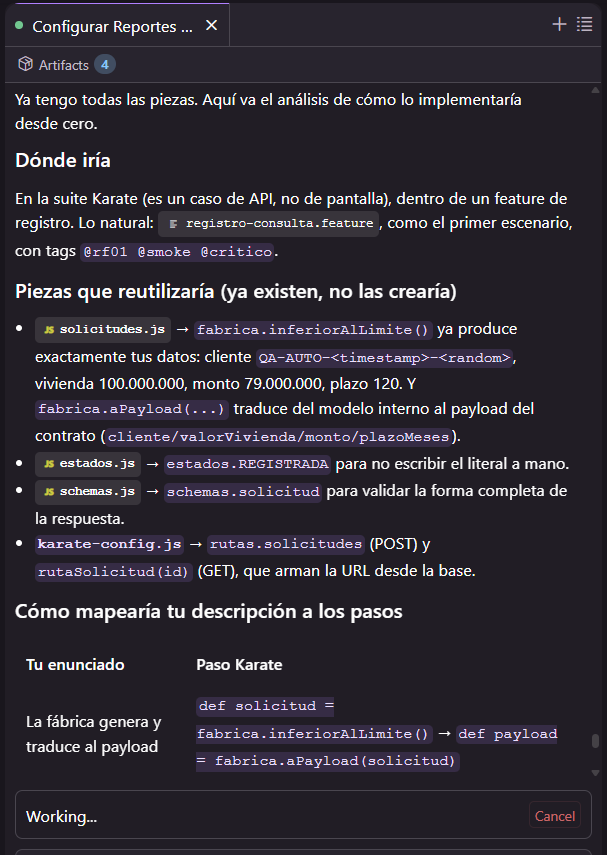 Configurar Reportes ...
Artifacts 4
Ya tengo todas las piezas. Aquí va el análisis de cómo lo implementaría
desde cero.
Dónde iría
En la suite Karate (es un caso de API, no de pantalla), dentro de un feature de
registro. Lo natural: registro-consulta.feature, como el primer escenario,
con tags @rf01 @smoke @critico.
Piezas que reutilizaría (ya existen, no las crearía)
• JS solicitudes.js → fabrica.inferiorAlLimite() ya produce
exactamente tus datos: cliente QA-AUTO-<timestamp>-<random>,
vivienda 100.000.000, monto 79.000.000, plazo 120. Y
fabrica.aPayload(...) traduce del modelo interno al payload del
contrato (cliente/valorVivienda/monto/plazoMeses).
• JS estados.js → estados.REGISTRADA para no escribir el literal a mano.
• JS schemas.js → schemas.solicitud para validar la forma completa de
la respuesta.
• karate-config.js → rutas.solicitudes (POST) y
rutaSolicitud(id) (GET), que arman la URL desde la base.
Cómo mapearía tu descripción a los pasos
Tu enunciado Paso Karate
La fábrica genera y
traduce al payload
def solicitud =
fabrica.inferiorAlLimite() → def payload
= fabrica.aPayload(solicitud)
Working... Cancel